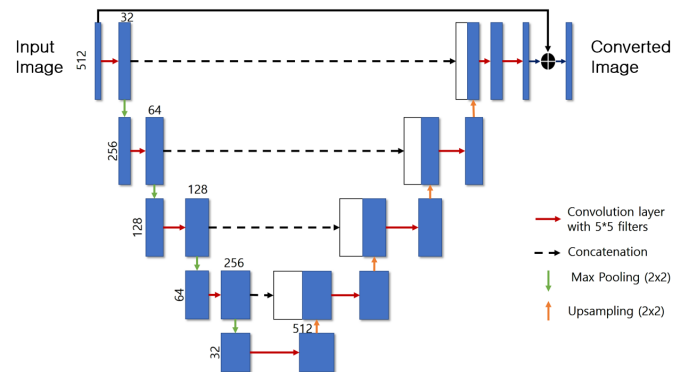 32
Input
Image
512
Converted
Image
64
256
128
128
256
64
512
32
Convolution layer
with 5*5 filters
Concatenation
Max Pooling (2x2)
Upsampling (2x2)